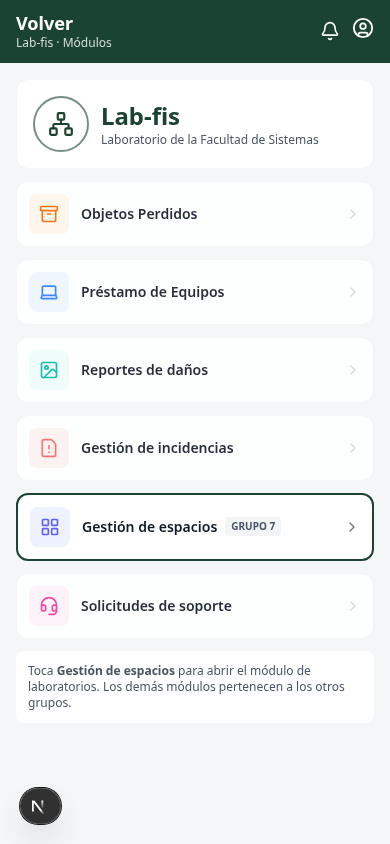 Volver
Lab-fis · Módulos
Lab-fis
Laboratorio de la Facultad de Sistemas
Objetos Perdidos
Préstamo de Equipos
Reportes de daños
Gestión de incidencias
Gestión de espacios GRUPO 7
Solicitudes de soporte
Toca Gestión de espacios para abrir el módulo de
laboratorios. Los demás módulos pertenecen a los otros
grupos.
N